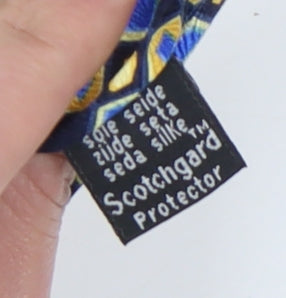 soie seide
zijde seta
seda silke
Scotchgard™
Protector